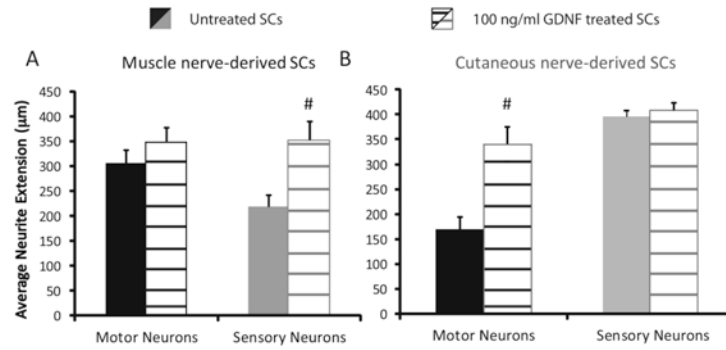 Untreated SCs
100 ng/ml GDNF treated SCs
A
Muscle nerve-derived SCs
Average Neurite Extension (µm)
450
400
350
300
250
200
150
100
50
0
#
Motor Neurons
Sensory Neurons
B
Cutaneous nerve-derived SCs
450
400
350
300
250
200
150
100
50
0
#
Motor Neurons
Sensory Neurons